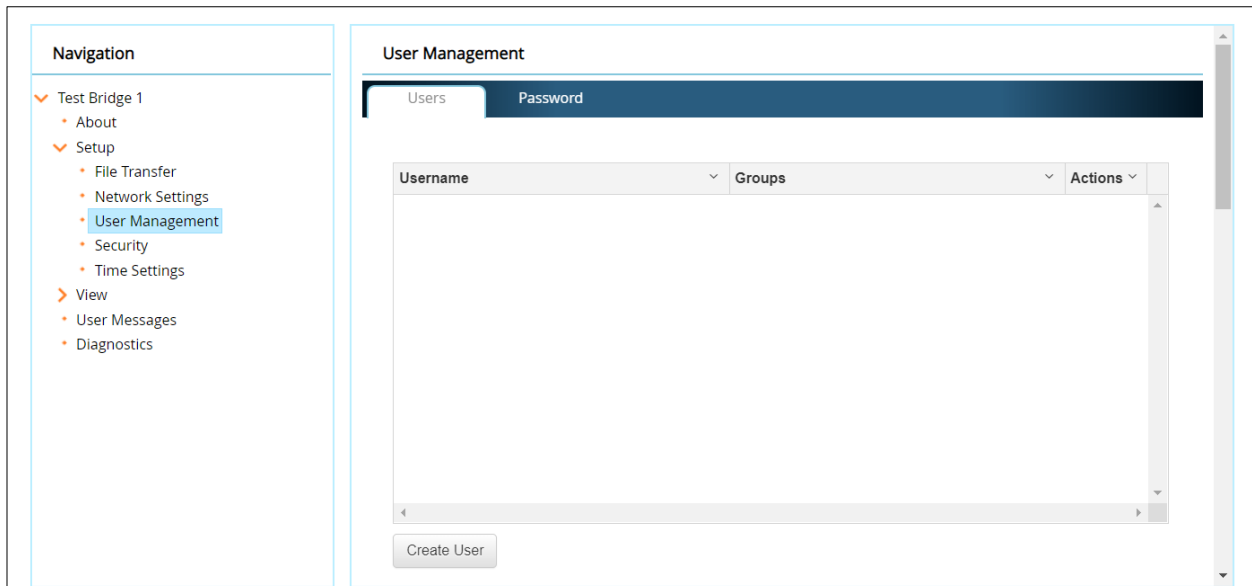 Navigation
Test Bridge 1
About
Setup
File Transfer
Network Settings
User Management
Security
Time Settings
View
User Messages
Diagnostics
User Management
Users Password
Username Groups Actions
Create User